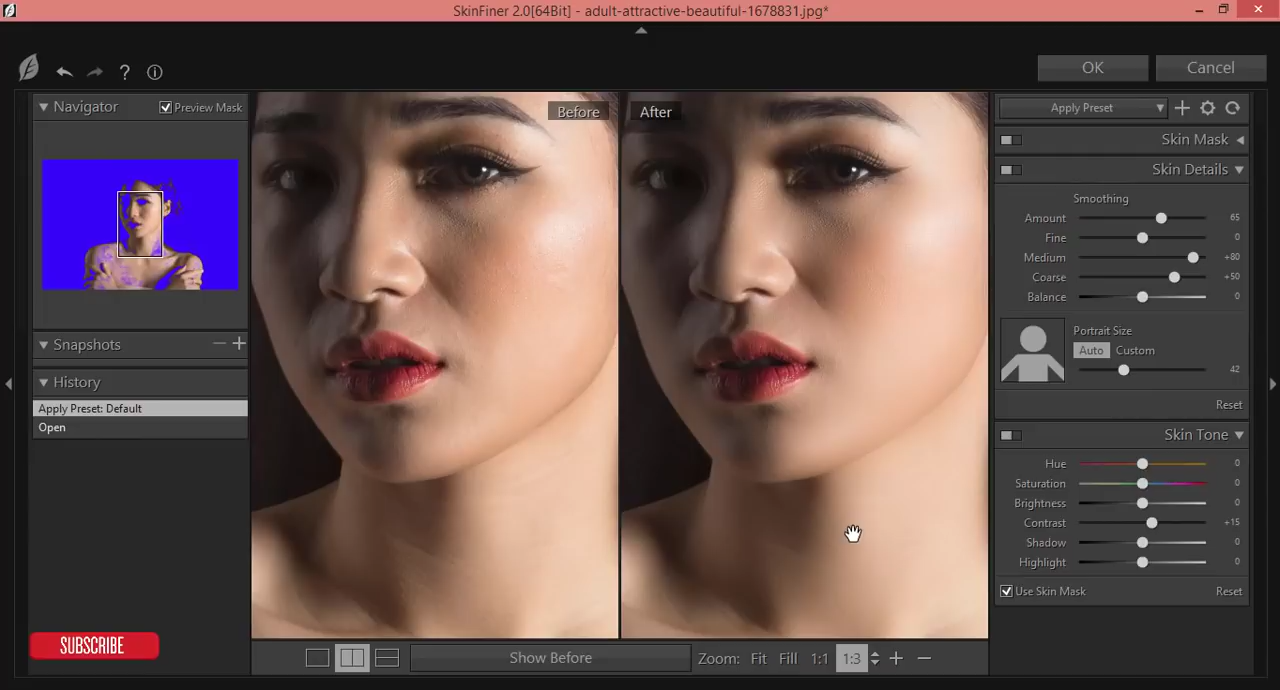 SkinFiner 2.0[64Bit] - adult-attractive-beautiful-1678831.jpg*
OK
Cancel
Navigator
Preview Mask
Before
After
Apply Preset
Skin Mask
Skin Details
Smoothing
Amount 65
Fine 0
Medium +80
Coarse +50
Balance 0
Portrait Size
Auto Custom
42
Reset
Snapshots
History
Apply Preset: Default
Open
Skin Tone
Hue 0
Saturation 0
Brightness 0
Contrast +15
Shadow 0
Highlight 0
Use Skin Mask Reset
SUBSCRIBE
Show Before
Zoom: Fit Fill 1:1 1:3